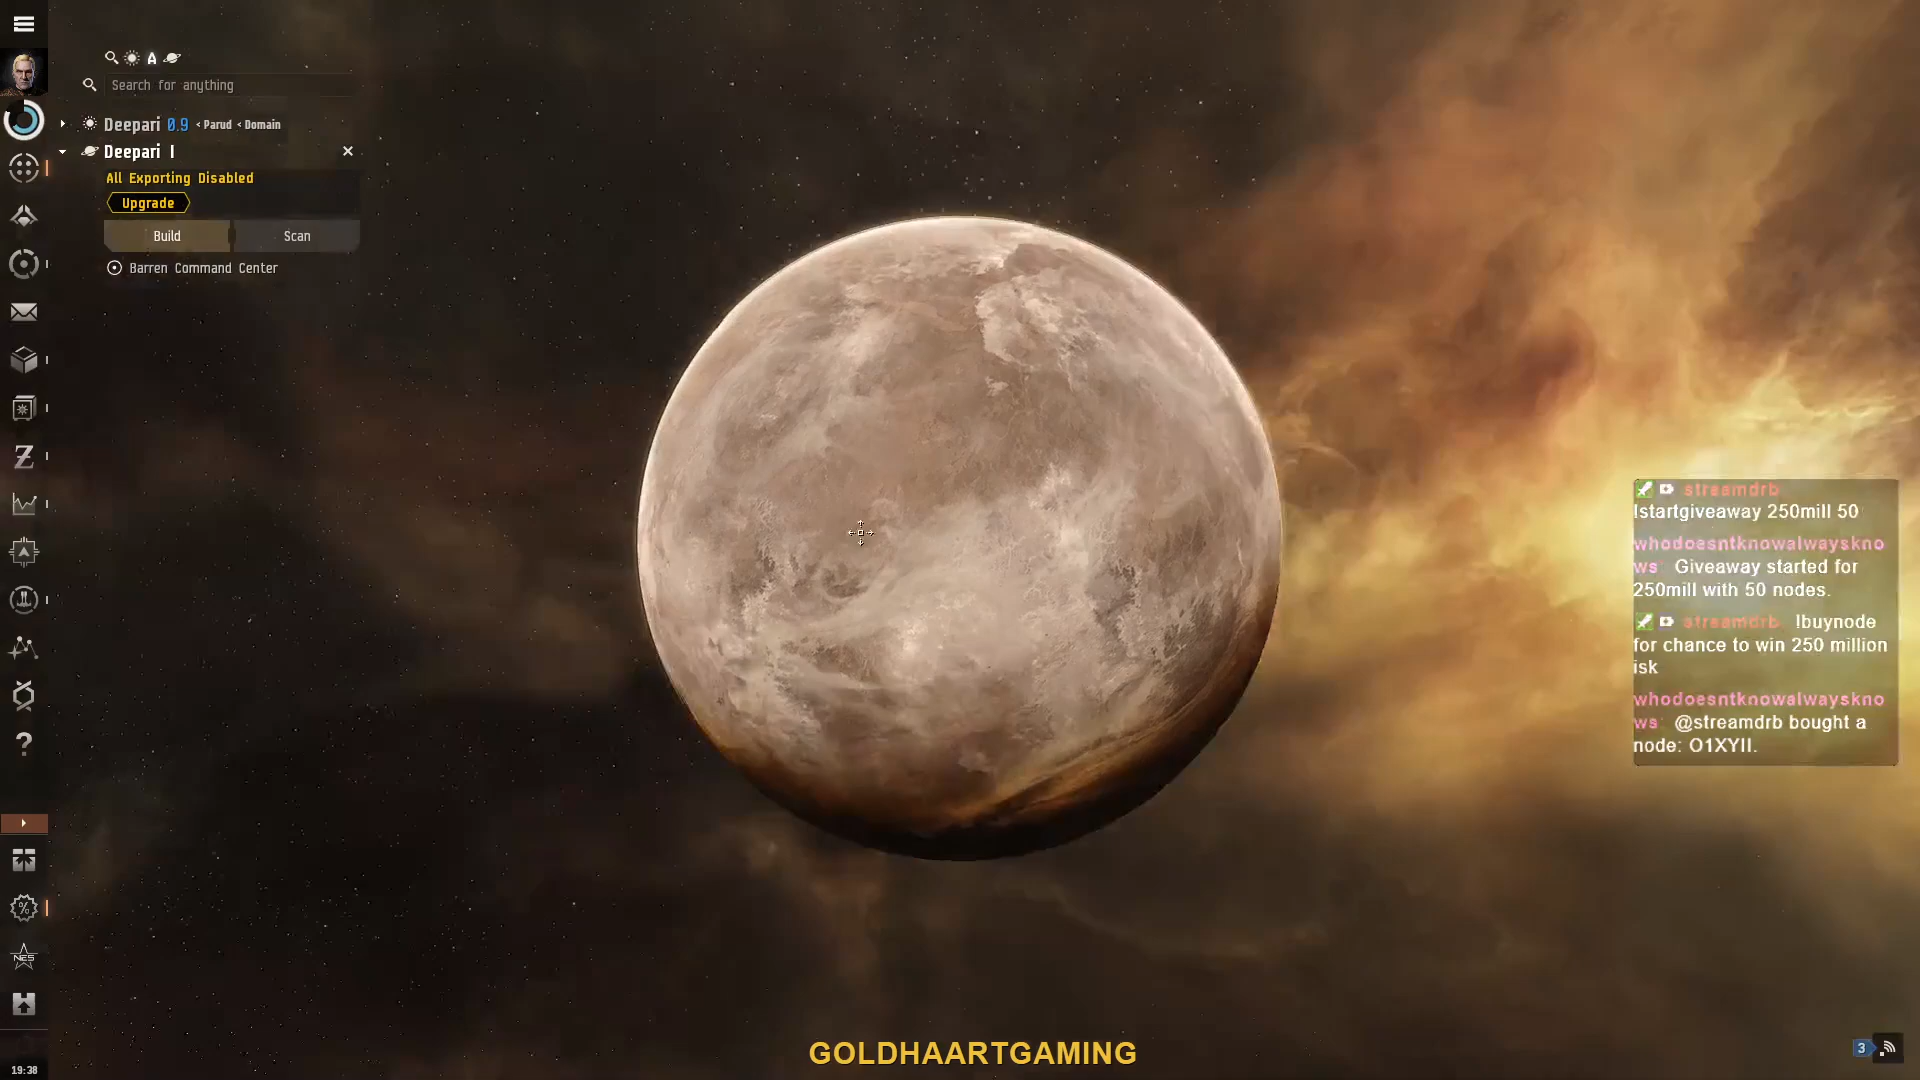 A
Search for anything
Deepari 0.9 < Parud < Domain
Deepari I
All Exporting Disabled
Upgrade
Build Scan
Barren Command Center
streamdrb
!startgiveaway 250mill 50
whodoesntknowalwayskno
ws: Giveaway started for
250mill with 50 nodes.
streamdrb: !buynode
for chance to win 250 million
isk
whodoesntknowalwayskno
ws: @streamdrb bought a
node: O1XYII.
NES
19:38
GOLDHAARTGAMING
3